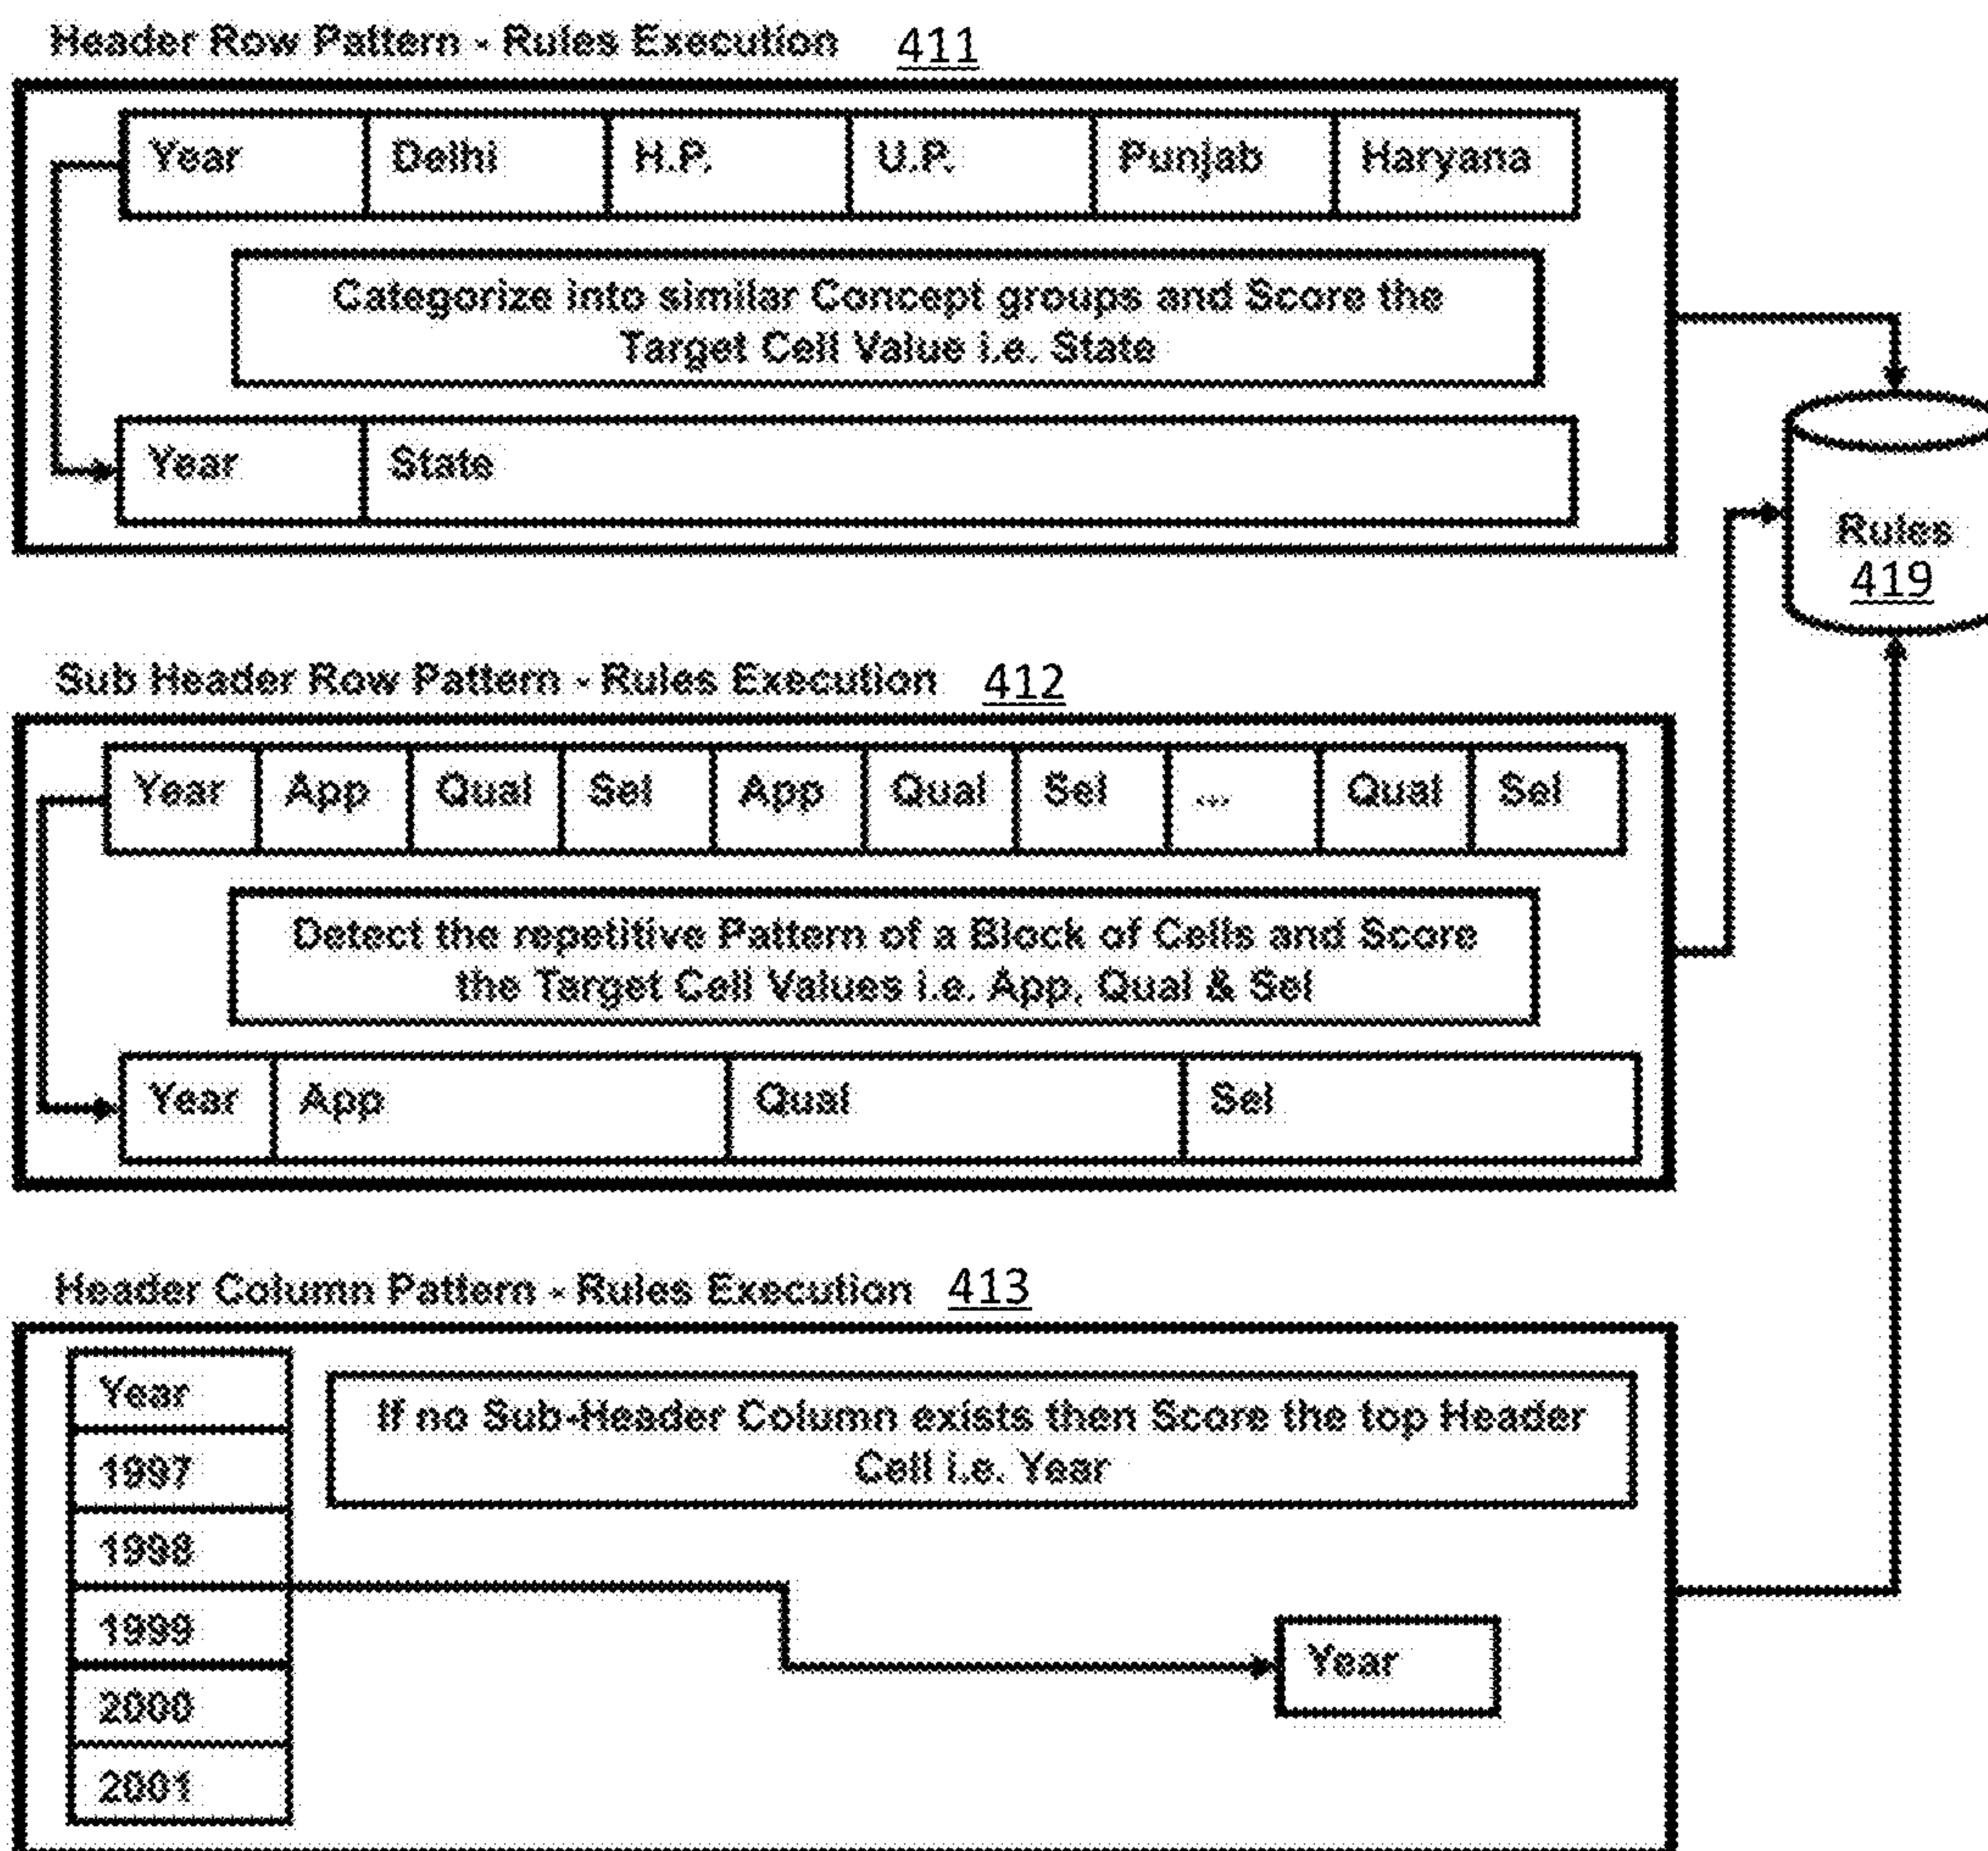 Header Row Pattern - Rules Execution 411
Year Delhi H.P. U.P. Punjab Haryana
Categorize into similar Concept groups and Score the
Target Cell Value i.e. State
Year State
Rules
419
Sub Header Row Pattern - Rules Execution 412
Year App Qual Sel App Qual Sel ... Qual Sel
Detect the repetitive Pattern of a Block of Cells and Score
the Target Cell Values i.e. App, Qual & Sel
Year App Qual Sel
Header Column Pattern - Rules Execution 413
Year
If no Sub-Header Column exists then Score the top Header
Cell i.e. Year
1997
1998
1999
Year
2000
2001